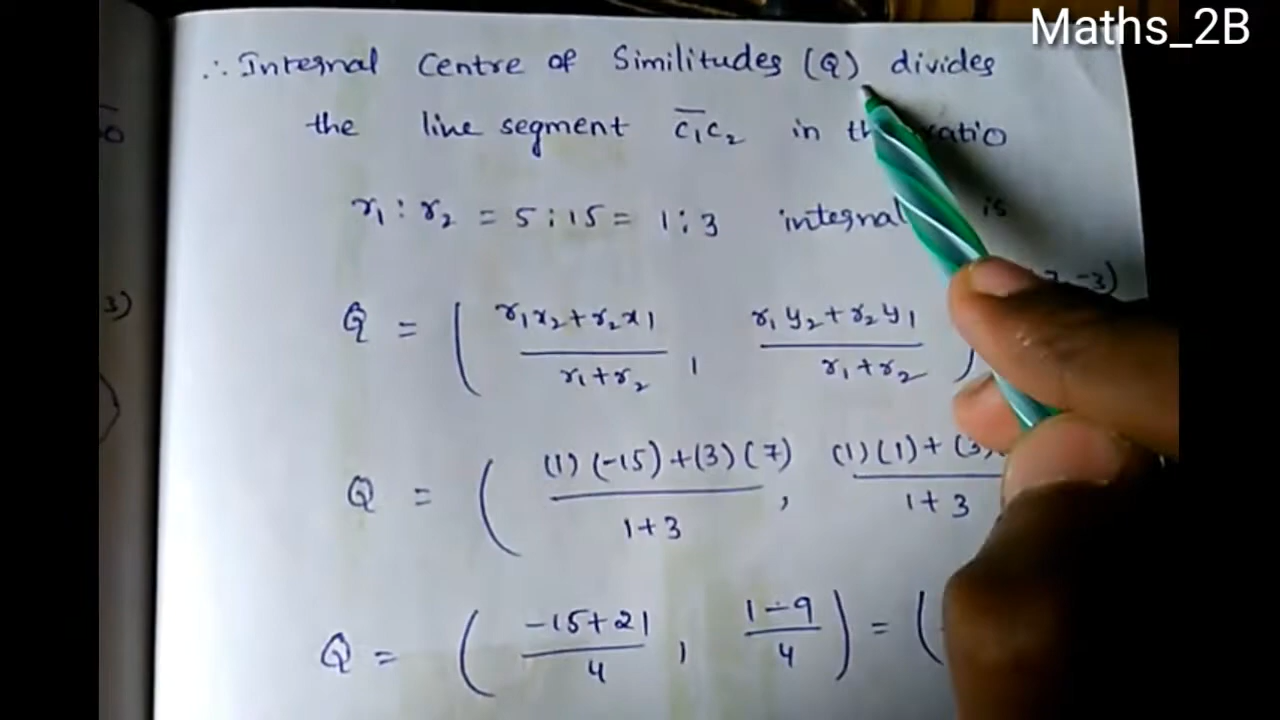 Maths_2B
∴ Internal Centre of Similitudes (Q) divides
the line segment C̅₁C₂ in ratio
r₁ : r₂ = 5 : 15 = 1 : 3 internal is
-3)
3)
Q = ( r₁x₂+r₂x₁ / r₁+r₂ , r₁y₂+r₂y₁ / r₁+r₂ )
Q = ( (1)(-15)+(3)(7) / 1+3 , (1)(1)+(3) / 1+3
Q = ( -15+21 / 4 , 1-9 / 4 ) = (